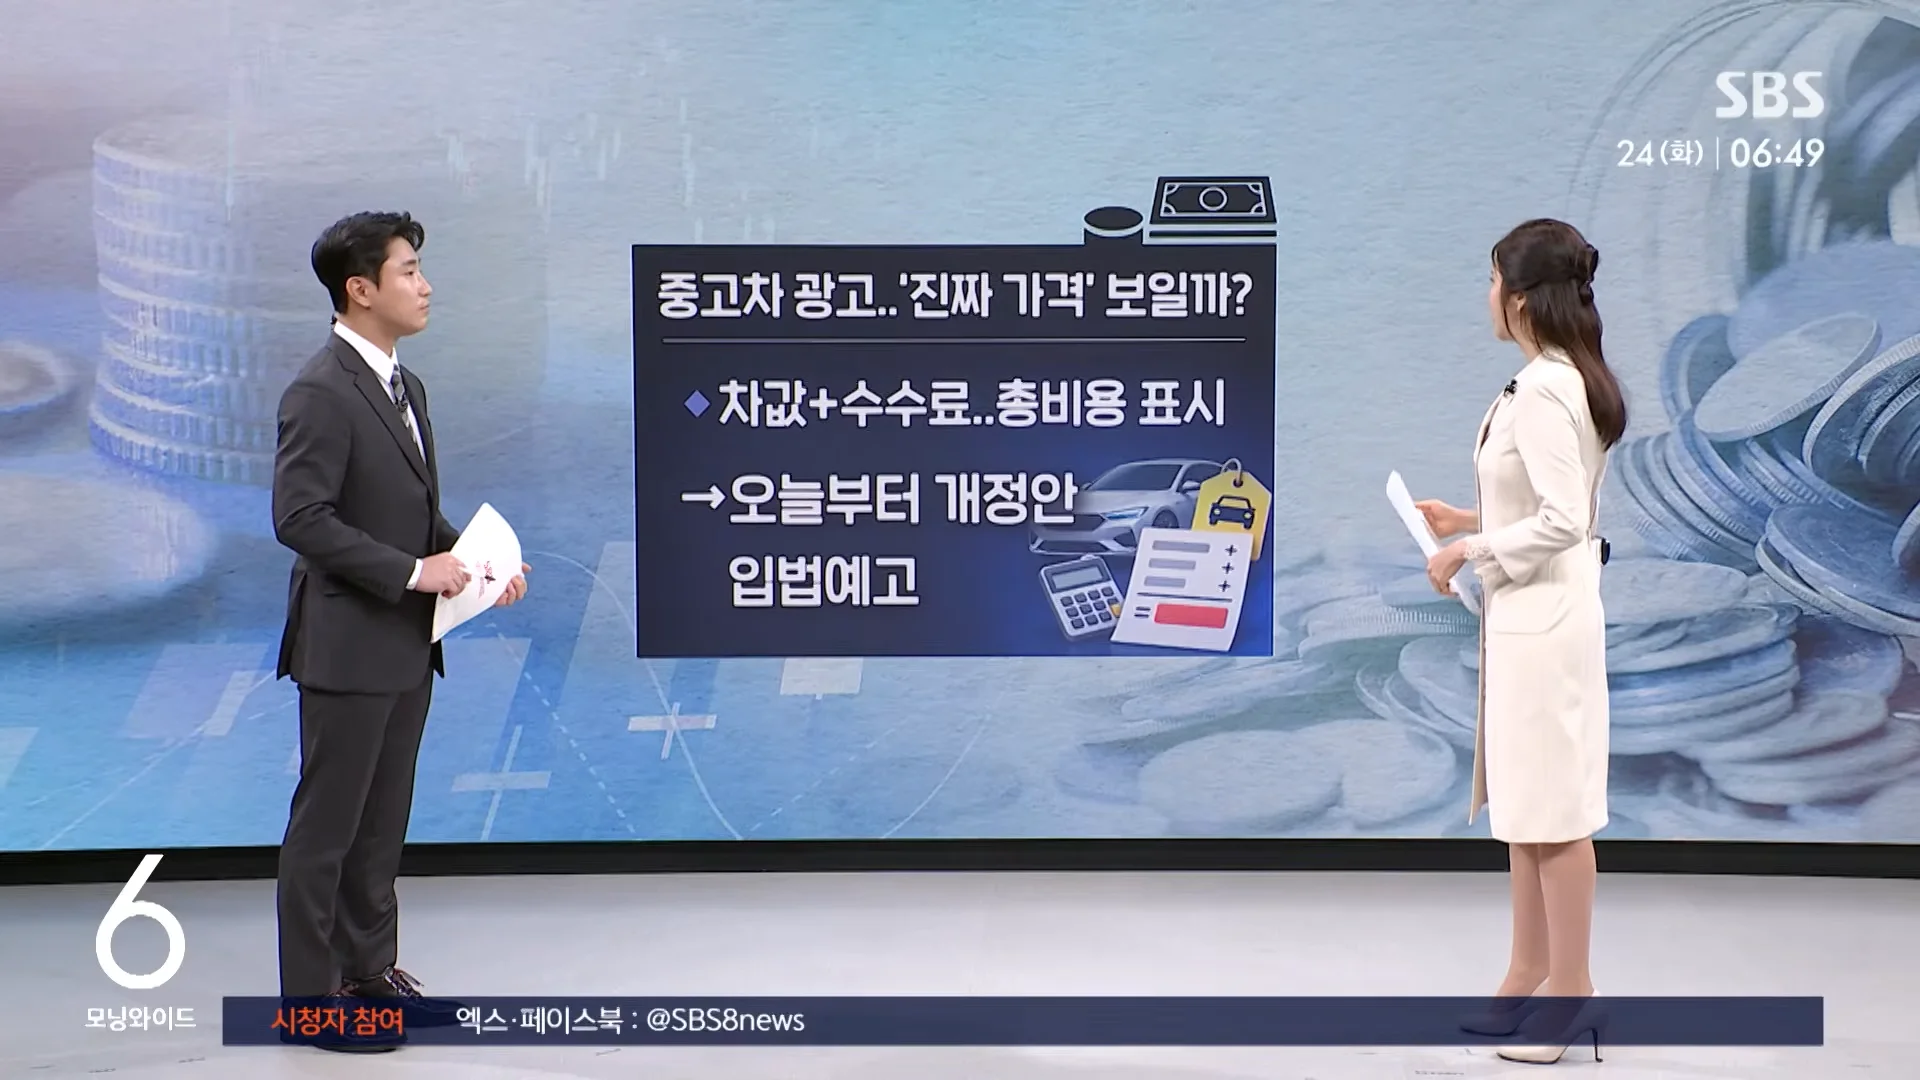 SBS
24(화) | 06:49
중고차 광고..'진짜 가격' 보일까?
◆차값+수수료..총비용 표시
→오늘부터 개정안
입법예고
6
모닝와이드
시청자 참여 엑스·페이스북 : @SBS8news